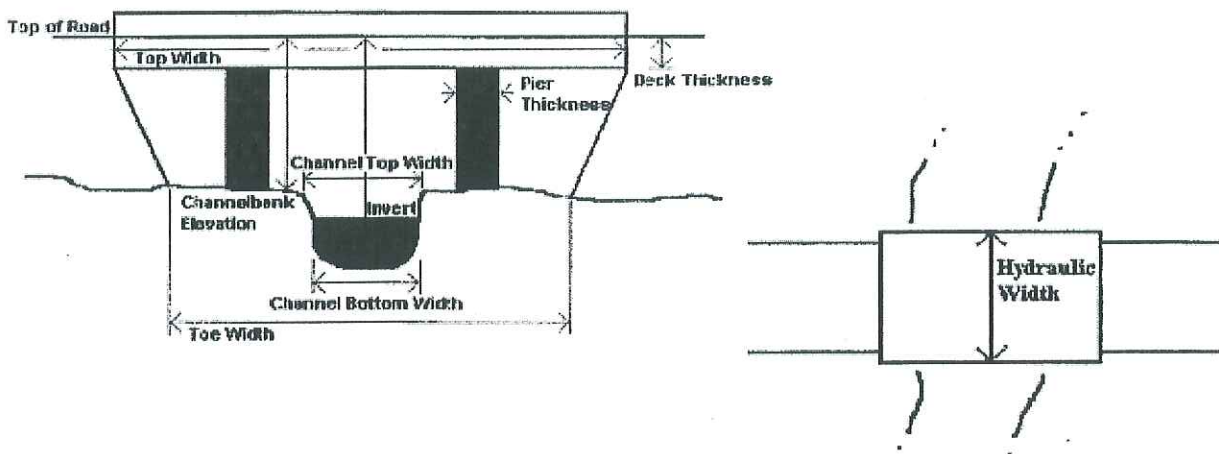 Top of Road
Top Width
Deck Thickness
Pier
Thickness
Channel Top Width
Channelbank
Elevation
Invert
Channel Bottom Width
Toe Width
Hydraulic
Width